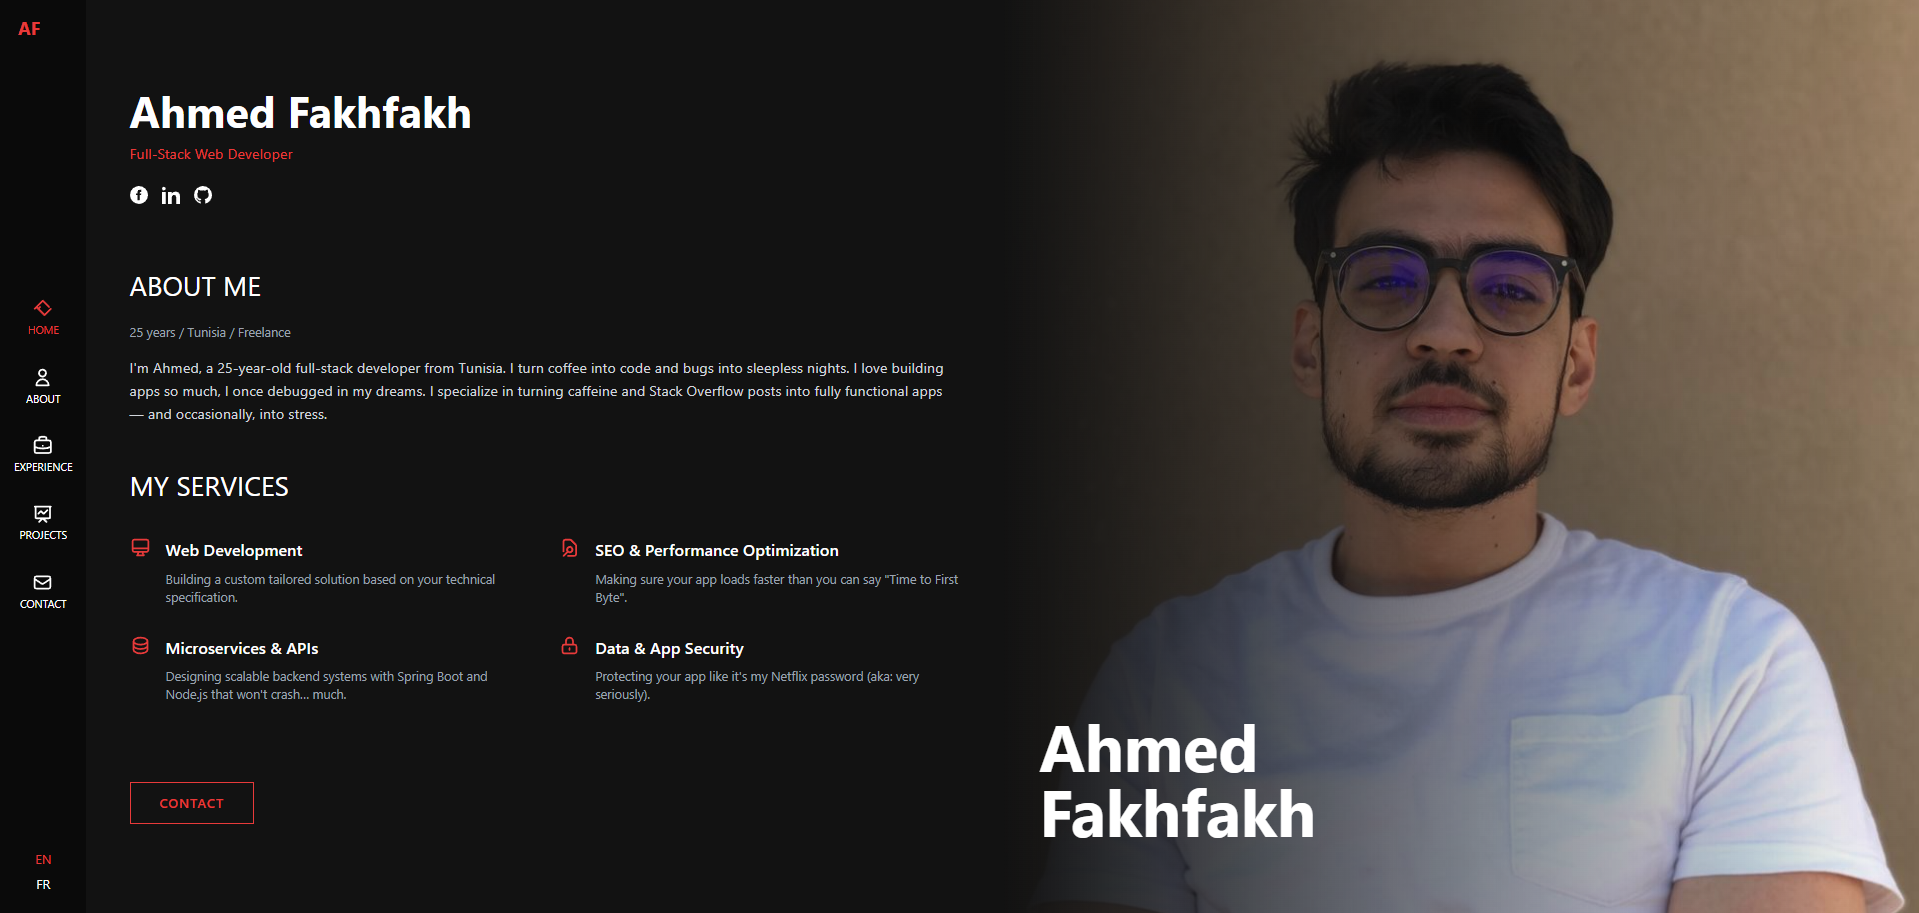 AF
HOME
ABOUT
EXPERIENCE
PROJECTS
CONTACT
EN
FR
Ahmed Fakhfakh
Full-Stack Web Developer
ABOUT ME
25 years / Tunisia / Freelance
I'm Ahmed, a 25-year-old full-stack developer from Tunisia. I turn coffee into code and bugs into sleepless nights. I love building
apps so much, I once debugged in my dreams. I specialize in turning caffeine and Stack Overflow posts into fully functional apps
— and occasionally, into stress.
MY SERVICES
Web Development
Building a custom tailored solution based on your technical
specification.
SEO & Performance Optimization
Making sure your app loads faster than you can say "Time to First
Byte".
Microservices & APIs
Designing scalable backend systems with Spring Boot and
Node.js that won't crash... much.
Data & App Security
Protecting your app like it's my Netflix password (aka: very
seriously).
CONTACT
Ahmed
Fakhfakh